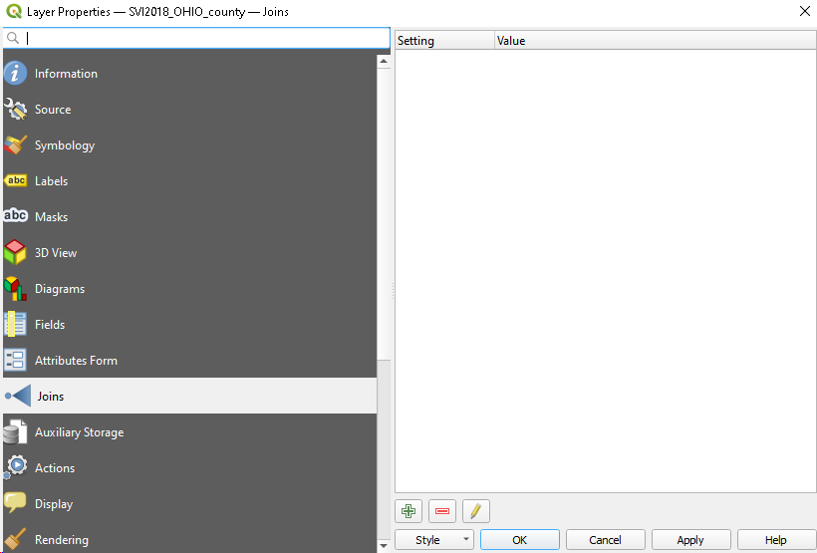 Layer Properties — SVI2018_OHIO_county — Joins
Setting Value
Information
Source
Symbology
abc Labels
abc Masks
3D View
Diagrams
Fields
Attributes Form
Joins
Auxiliary Storage
Actions
Display
Rendering
Style OK Cancel Apply Help